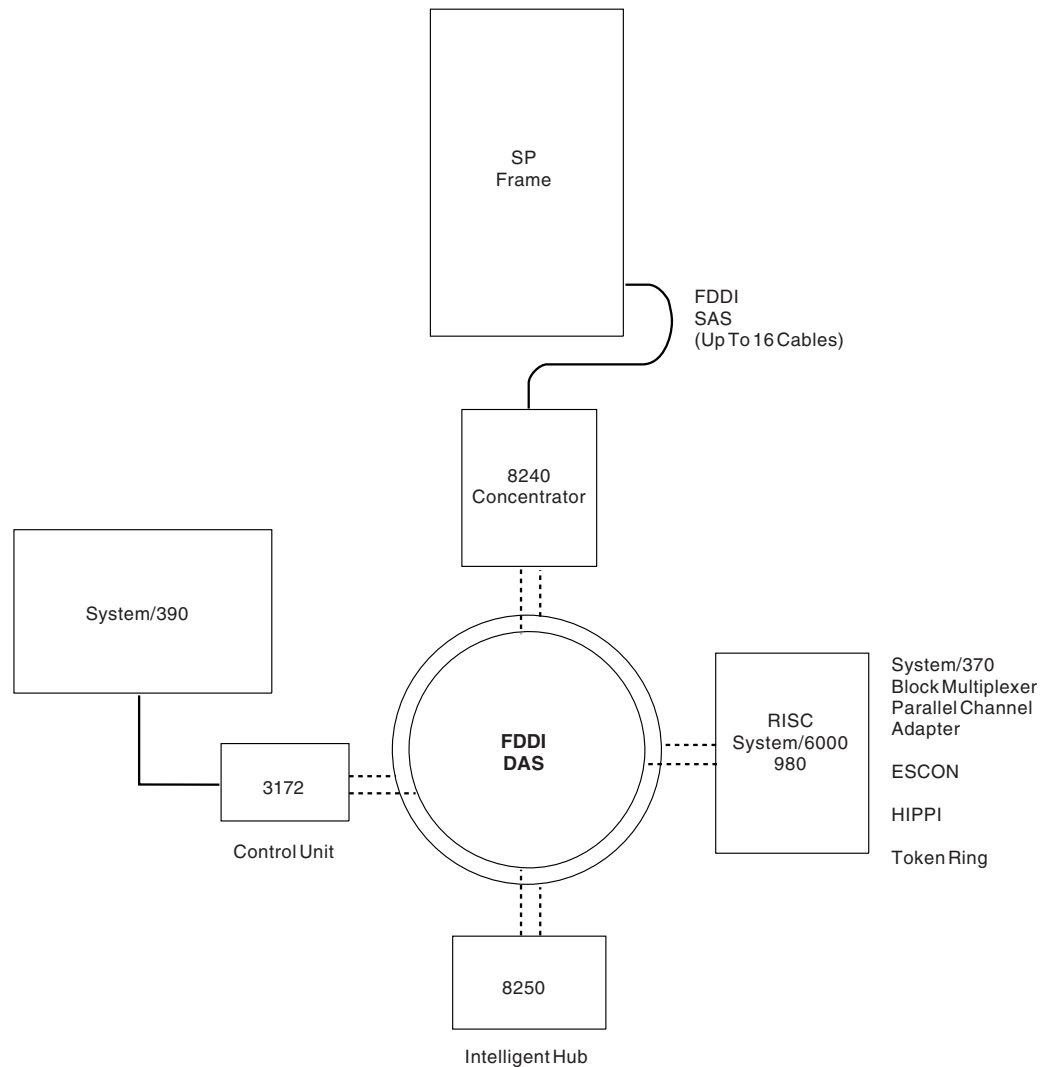 SP
Frame
FDDI
SAS
(Up To 16 Cables)
8240
Concentrator
System/390
FDDI
DAS
RISC
System/6000
980
System/370
Block Multiplexer
Parallel Channel
Adapter
ESCON
HIPPI
Token Ring
3172
Control Unit
8250
Intelligent Hub